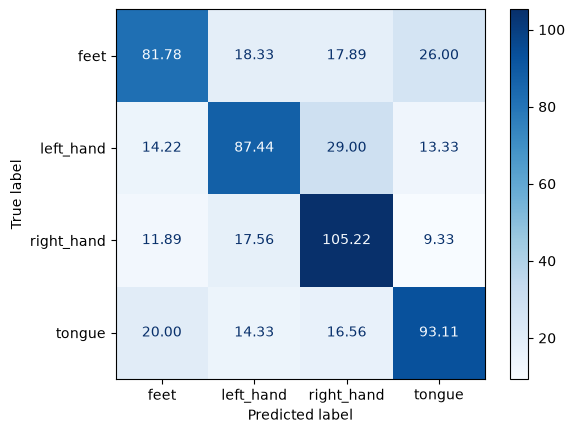 feet 81.78 18.33 17.89 26.00
left_hand 14.22 87.44 29.00 13.33
right_hand 11.89 17.56 105.22 9.33
tongue 20.00 14.33 16.56 93.11
feet left_hand right_hand tongue
Predicted label
True label
100
80
60
40
20